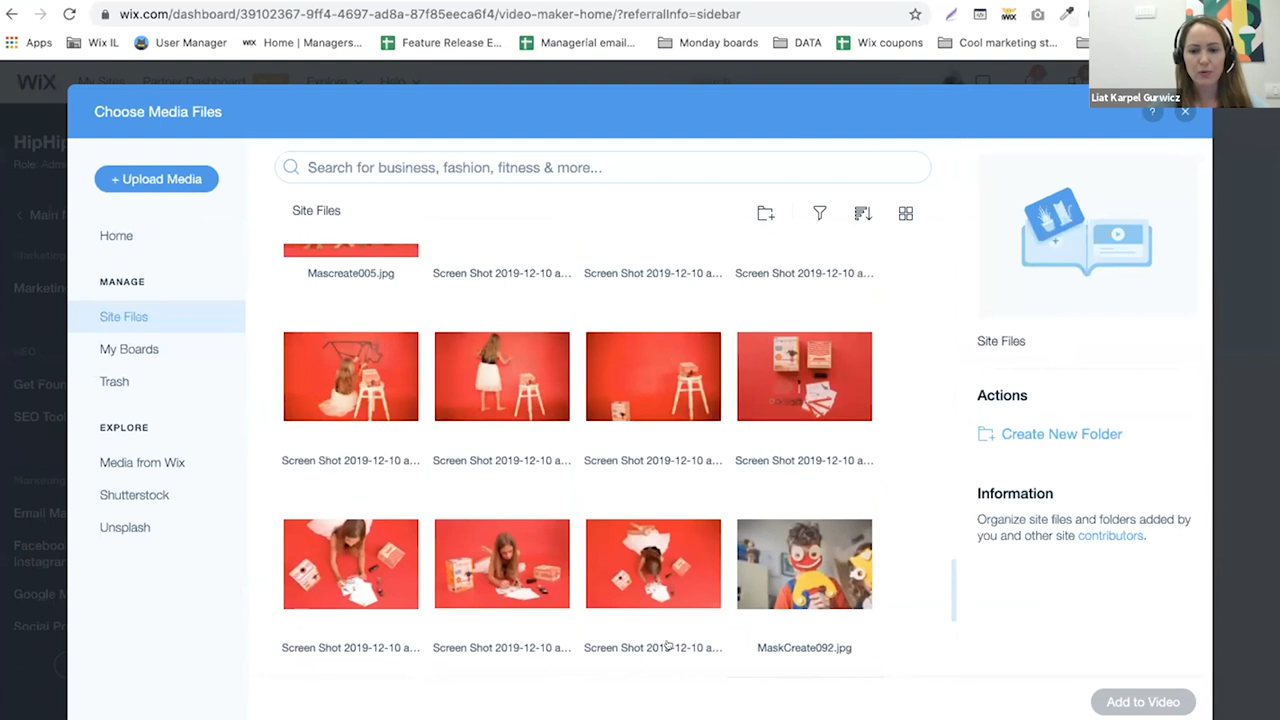 wix.com/dashboard/39102367-9ff4-4697-ad8a-87f85eeca6f4/video-maker-home/?referralInfo=sidebar
Apps Wix IL User Manager WIX Home | Managers... Feature Release E... Managerial email... Monday boards DATA Wix coupons Cool marketing st...
Liat Karpel Gurwicz
WIX My Sites Partner Dashboard Explore Help
Choose Media Files ?
HipHip
Role: Adm
Main
Marketing
Marketin
SEO
Get Foun
SEO Tool
Marketing
Email Ma
Faceboo
Instagran
Google M
Social Pr
+ Upload Media
Home
MANAGE
Site Files
My Boards
Trash
EXPLORE
Media from Wix
Shutterstock
Unsplash
Search for business, fashion, fitness & more...
Site Files
Mascreate005.jpg Screen Shot 2019-12-10 a... Screen Shot 2019-12-10 a... Screen Shot 2019-12-10 a...
Screen Shot 2019-12-10 a... Screen Shot 2019-12-10 a... Screen Shot 2019-12-10 a... Screen Shot 2019-12-10 a...
Screen Shot 2019-12-10 a... Screen Shot 2019-12-10 a... Screen Shot 2019-12-10 a... MaskCreate092.jpg
Site Files
Actions
Create New Folder
Information
Organize site files and folders added by
you and other site contributors.
Add to Video